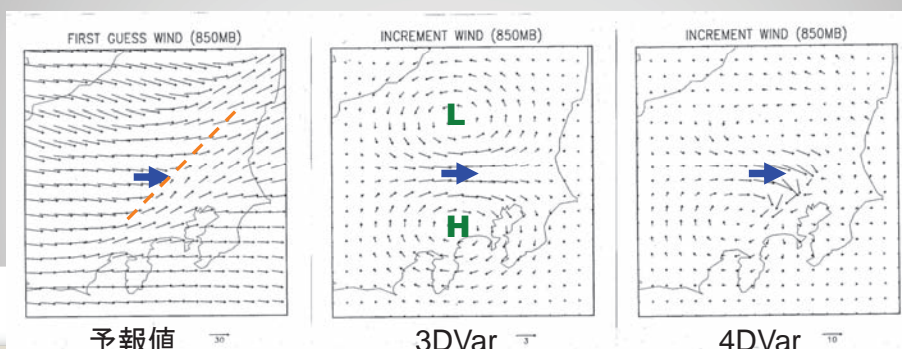 FIRST GUESS WIND (850MB)
INCREMENT WIND (850MB)
INCREMENT WIND (850MB)
L
H
予報値
30
3DVar
3
4DVar
10